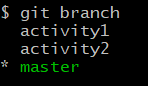 $ git branch
  activity1
  activity2
* master